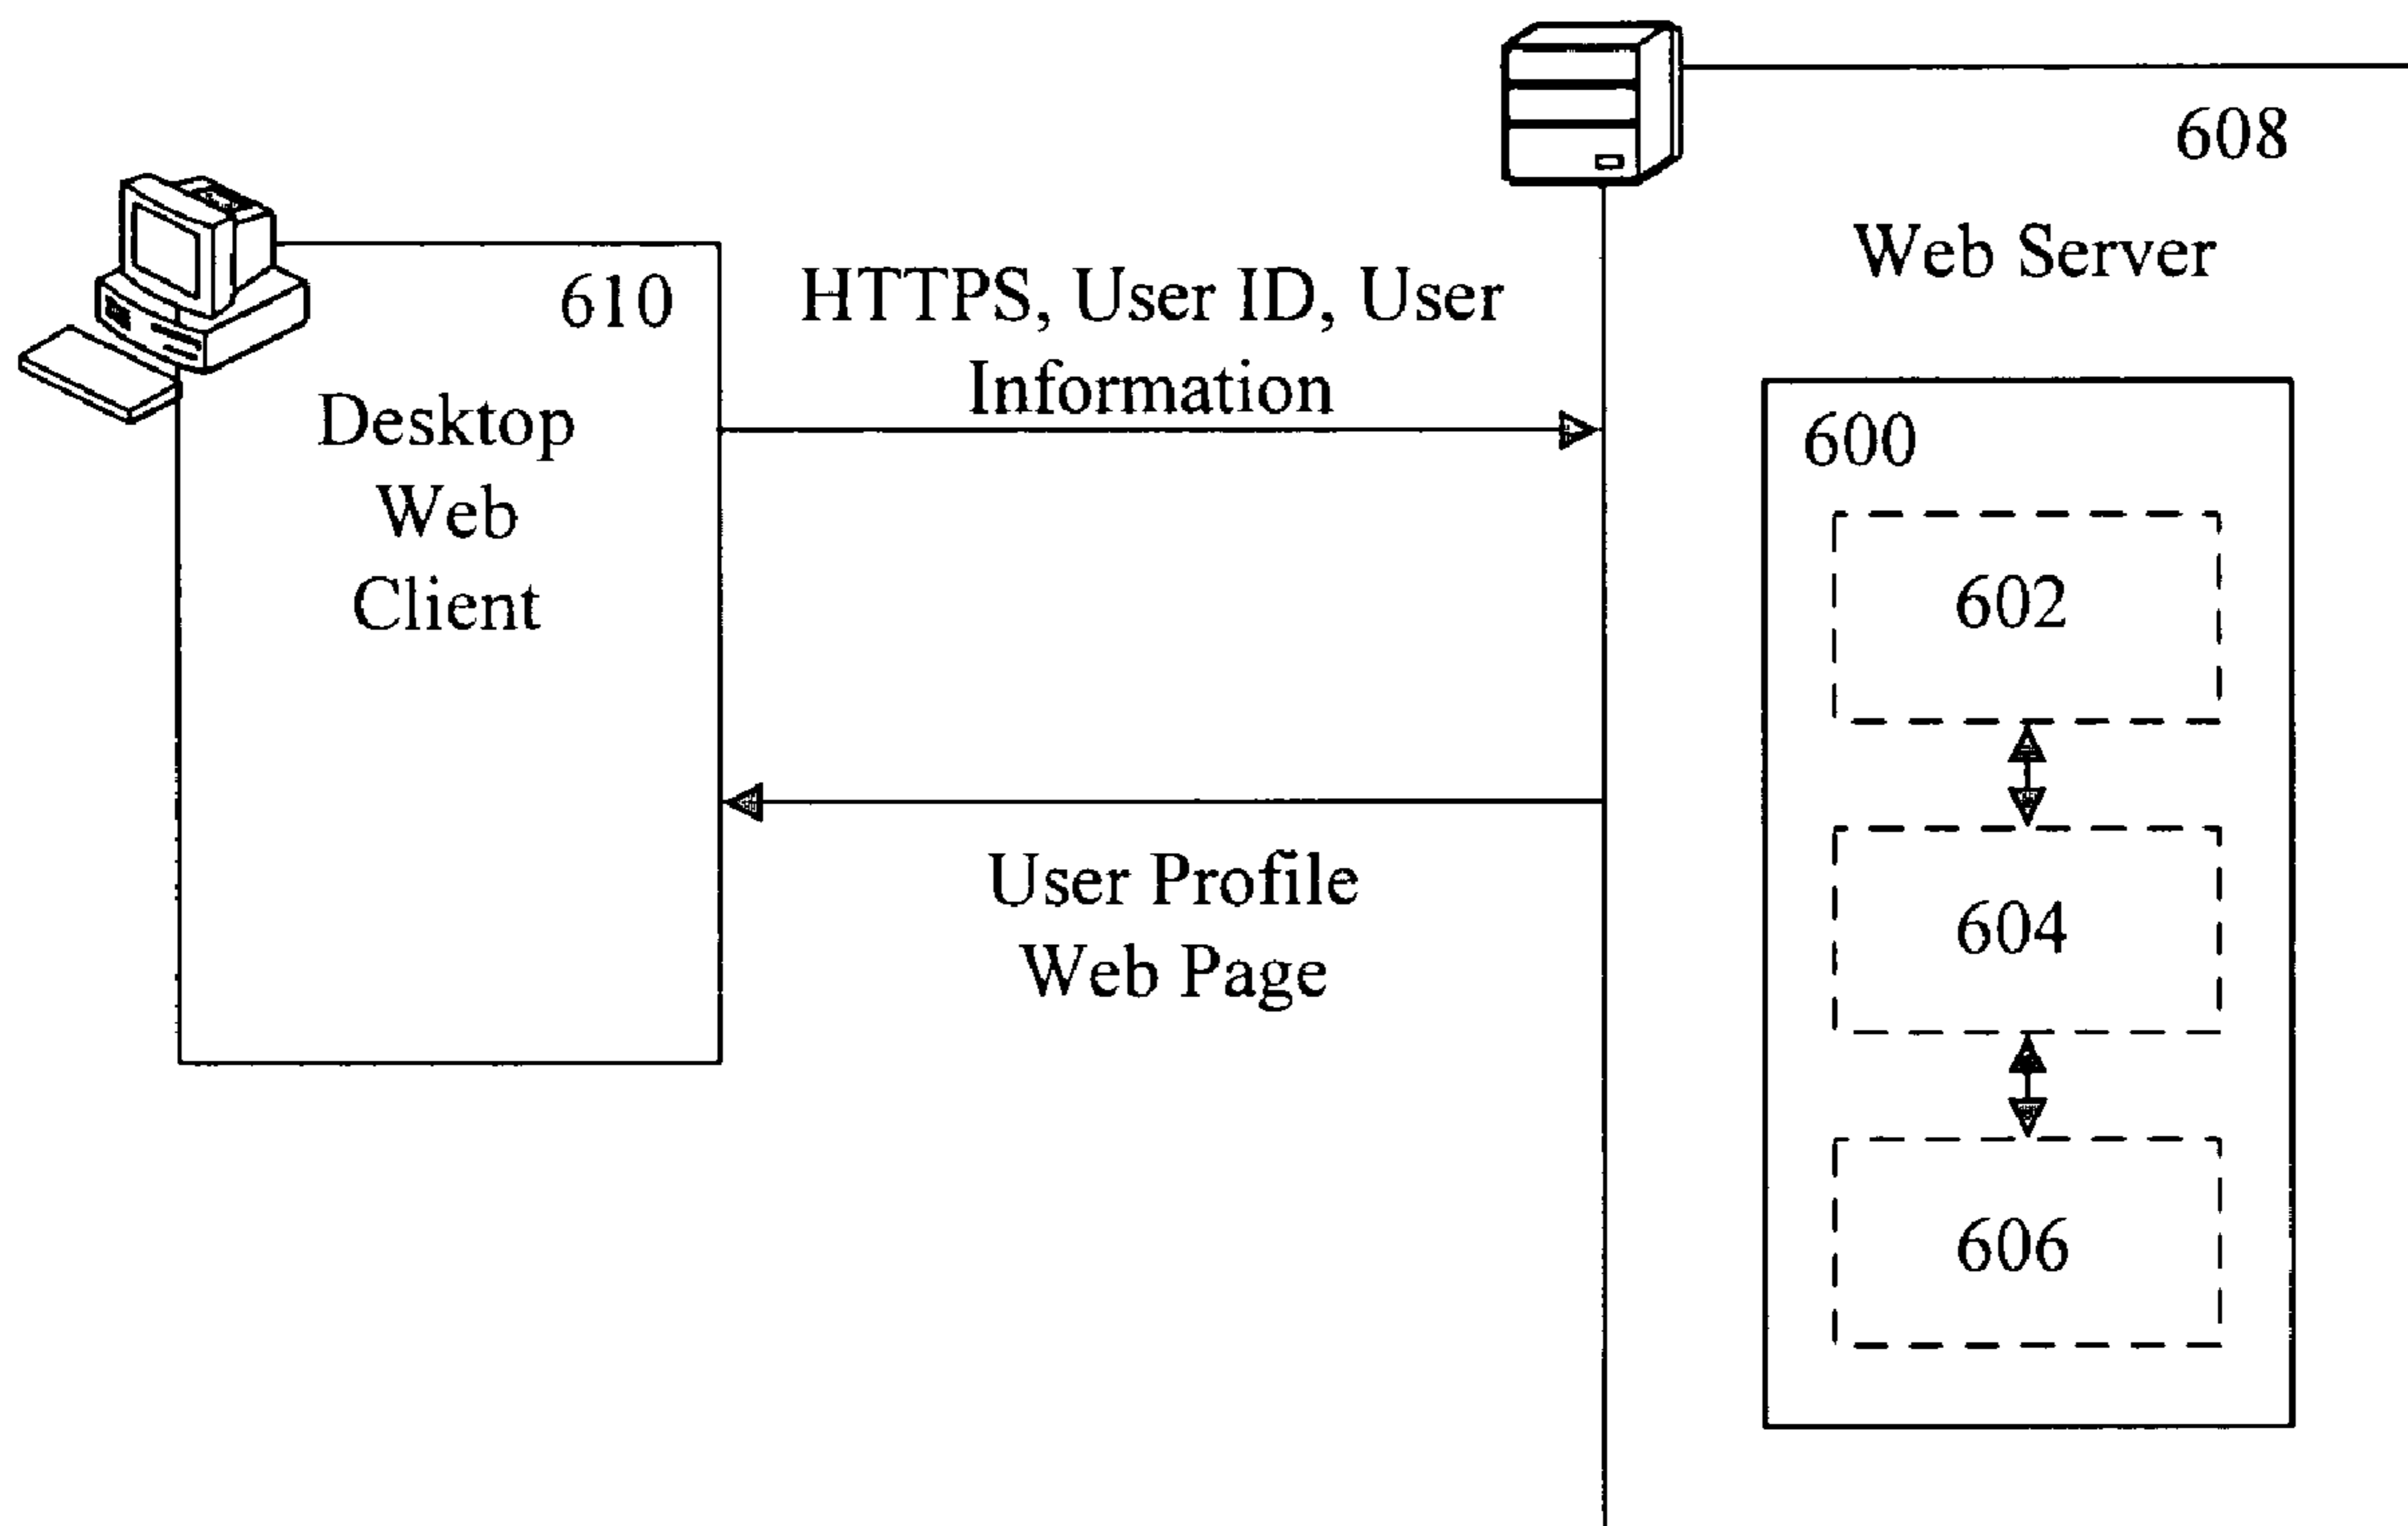 608
Web Server
610
HTTPS, User ID, User
Information
Desktop
Web
Client
600
602
User Profile
Web Page
604
606